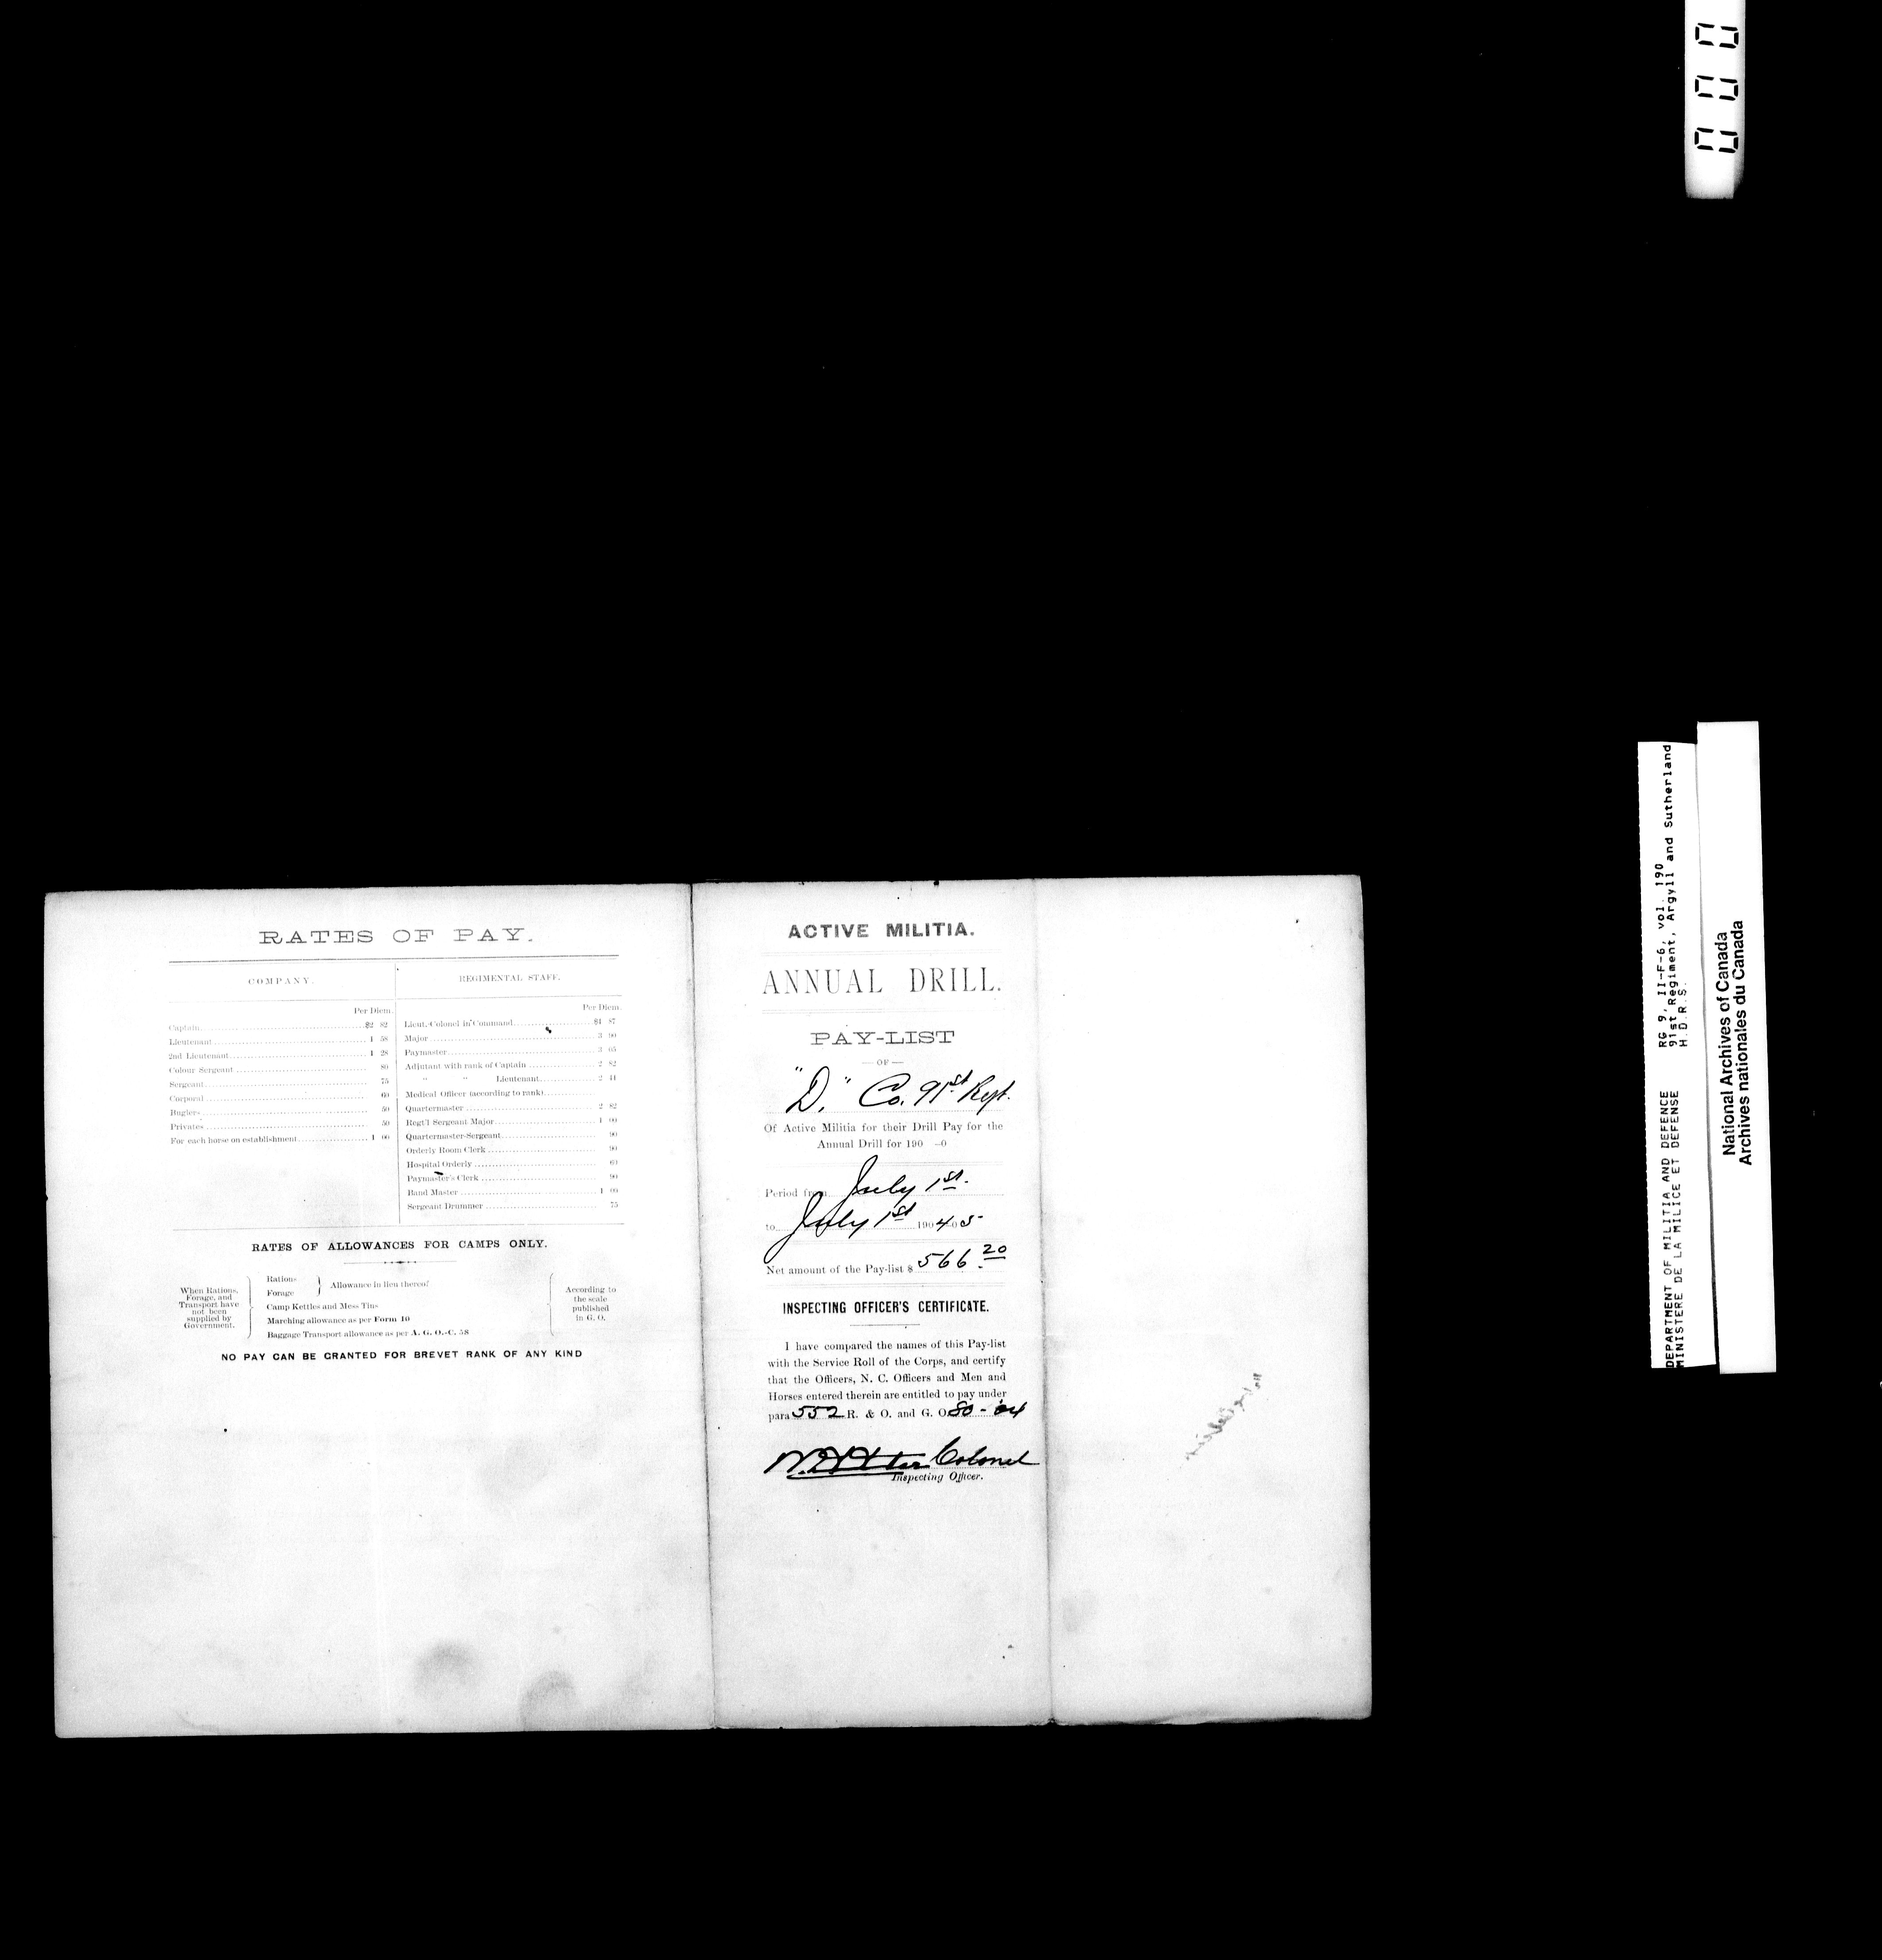 RATES OF PAY.
COMPANY.
Per Diem.
Captain $2 82
Lieutenant 1 58
2nd Lieutenant 1 28
Colour Sergeant 80
Sergeant 75
Corporal 60
Buglers 50
Privates 50
For each horse on establishment 1 00
REGIMENTAL STAFF.
Per Diem.
Lieut.-Colonel in Command $4 87
Major 3 90
Paymaster 3 05
Adjutant with rank of Captain 2 82
" " Lieutenant 2 44
Medical Officer (according to rank)
Quartermaster 2 82
Regt'l Sergeant Major 1 00
Quartermaster-Sergeant 90
Orderly Room Clerk 90
Hospital Orderly 60
Paymaster's Clerk 90
Band Master 1 00
Sergeant Drummer 75
RATES OF ALLOWANCES FOR CAMPS ONLY.
When Rations,
Forage, and
Transport have
not been
supplied by
Government.
Rations
Forage
Allowance in lieu thereof
Camp Kettles and Mess Tins
Marching allowance as per Form 10
Baggage Transport allowance as per A. G. O.-C. 58
According to
the scale
published
in G. O.
NO PAY CAN BE GRANTED FOR BREVET RANK OF ANY KIND
ACTIVE MILITIA.
ANNUAL DRILL.
PAY-LIST
— OF —
"D." Co. 91st Regt.
Of Active Militia for their Drill Pay for the
Annual Drill for 190 -0
Period from July 1st.
to July 1st 1904-05
Net amount of the Pay-list $ 566.20
INSPECTING OFFICER'S CERTIFICATE.
I have compared the names of this Pay-list
with the Service Roll of the Corps, and certify
that the Officers, N. C. Officers and Men and
Horses entered therein are entitled to pay under
para 552 R. & O. and G. O. 80-'04
Colonel
Inspecting Officer.
000
DEPARTMENT OF MILITIA AND DEFENCE
MINISTERE DE LA MILICE ET DEFENSE
RG 9, II-F-6, vol. 190
91st Regiment, Argyll and Sutherland
H.D.R.S.
National Archives of Canada
Archives nationales du Canada